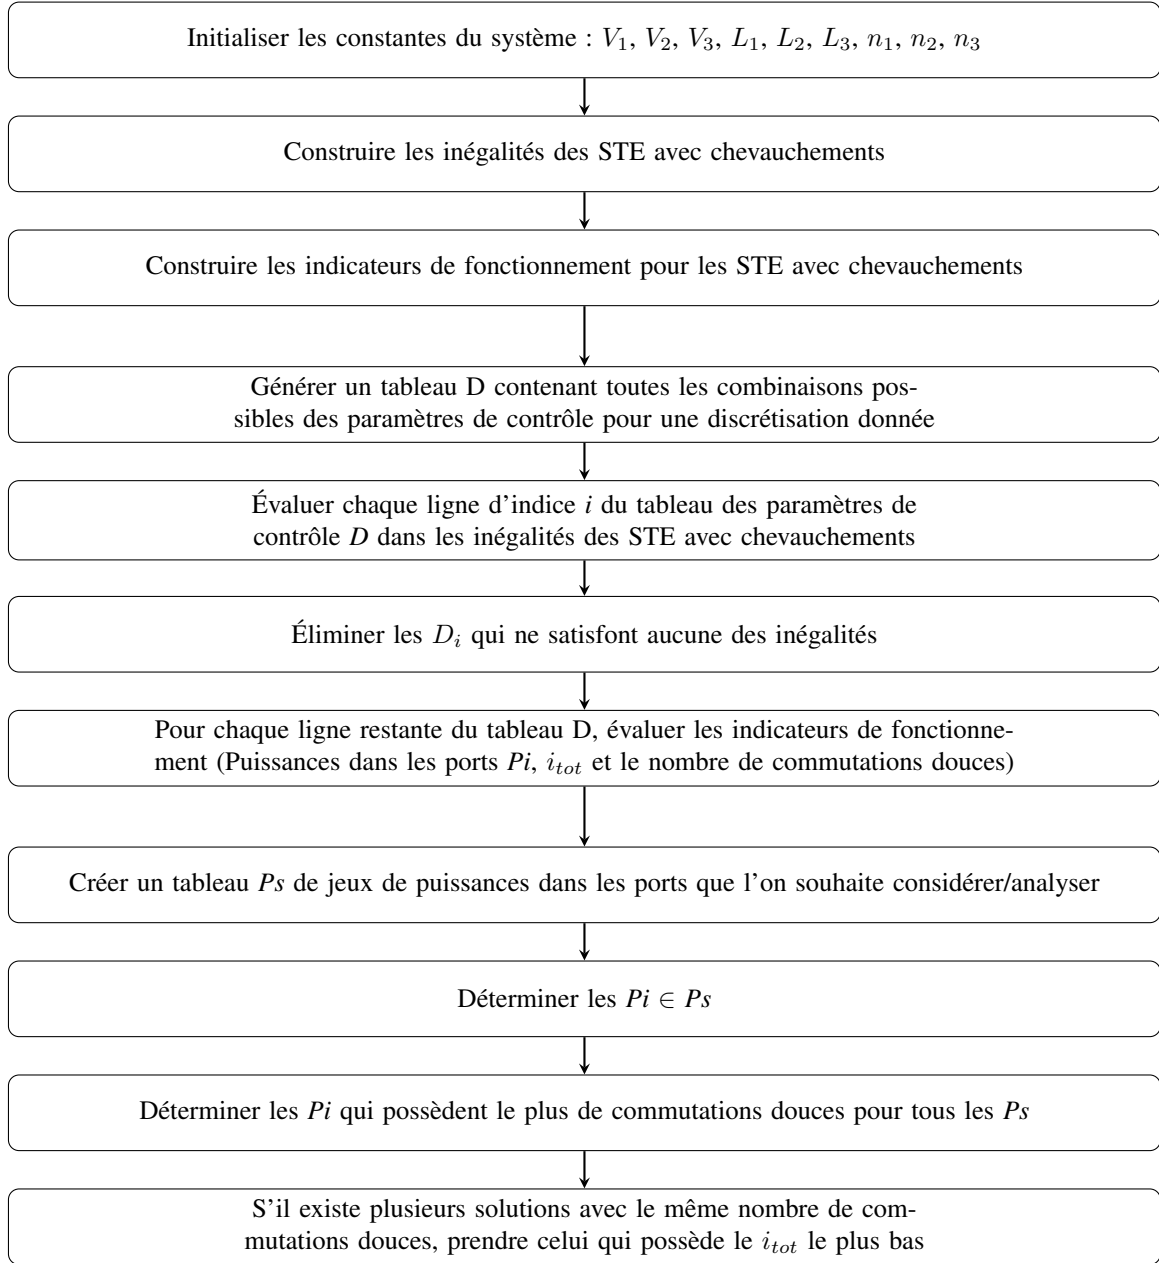 Initialiser les constantes du système : V₁, V₂, V₃, L₁, L₂, L₃, n₁, n₂, n₃
Construire les inégalités des STE avec chevauchements
Construire les indicateurs de fonctionnement pour les STE avec chevauchements
Générer un tableau D contenant toutes les combinaisons pos-
sibles des paramètres de contrôle pour une discrétisation donnée
Évaluer chaque ligne d'indice i du tableau des paramètres de
contrôle D dans les inégalités des STE avec chevauchements
Éliminer les Dᵢ qui ne satisfont aucune des inégalités
Pour chaque ligne restante du tableau D, évaluer les indicateurs de fonctionne-
ment (Puissances dans les ports Pi, i_{tot} et le nombre de commutations douces)
Créer un tableau Ps de jeux de puissances dans les ports que l'on souhaite considérer/analyser
Déterminer les Pi ∈ Ps
Déterminer les Pi qui possèdent le plus de commutations douces pour tous les Ps
S'il existe plusieurs solutions avec le même nombre de com-
mutations douces, prendre celui qui possède le i_{tot} le plus bas